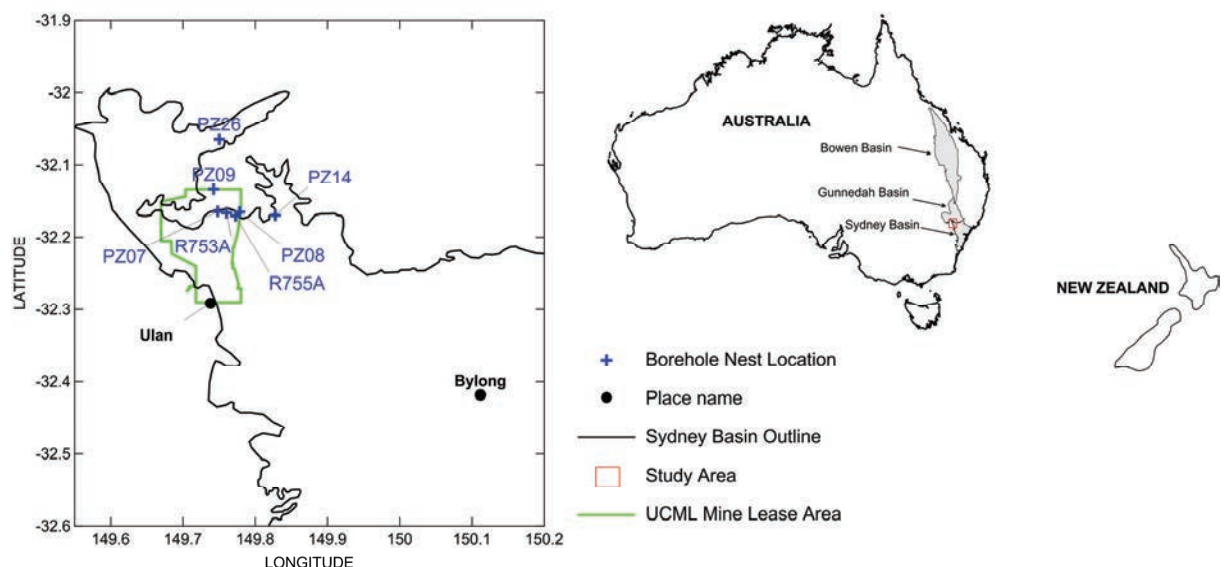 -31.9
-32
-32.1
-32.2
-32.3
-32.4
-32.5
-32.6
LATITUDE
149.6
149.7
149.8
149.9
150
150.1
150.2
LONGITUDE
PZ26
PZ09
PZ14
PZ07
R753A
PZ08
R755A
Ulan
Bylong
AUSTRALIA
Bowen Basin
Gunnedah Basin
Sydney Basin
NEW ZEALAND
Borehole Nest Location
Place name
Sydney Basin Outline
Study Area
UCML Mine Lease Area